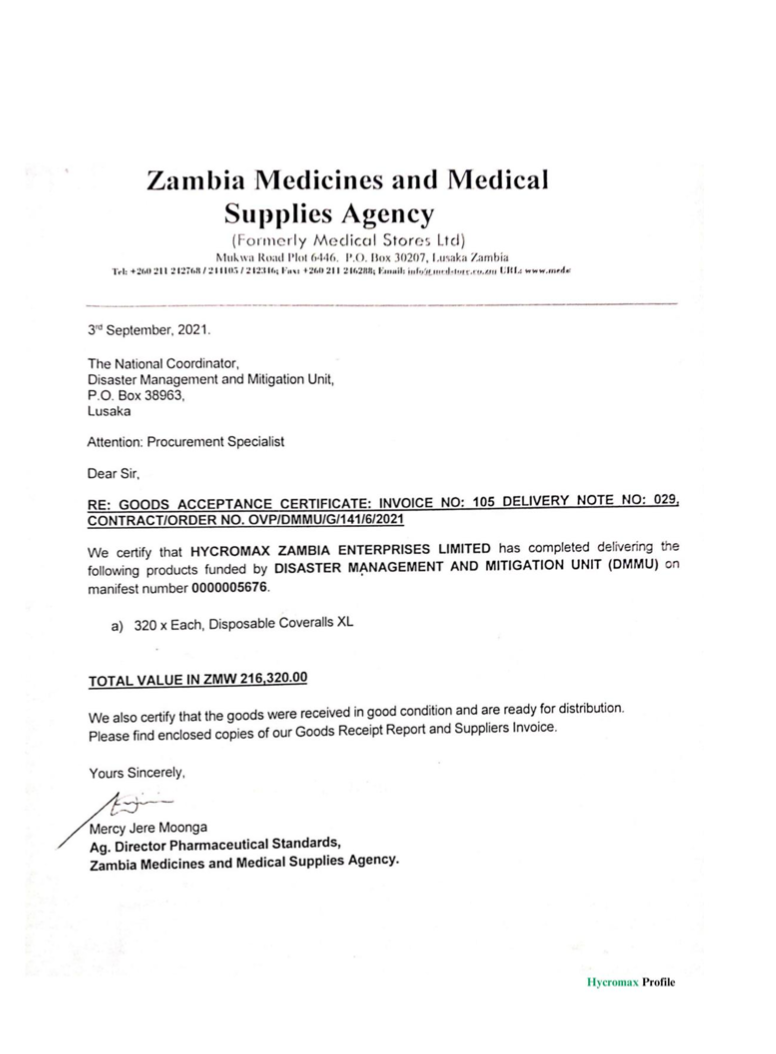 Zambia Medicines and Medical
Supplies Agency
(Formerly Medical Stores Ltd)
Mukwa Road Plot 6446. P.O. Box 30207, Lusaka Zambia
Tel: +260 211 242768 / 241105 / 242316; Fax: +260 211 246288; Email: info@medstore.co.zm URL: www.meds
3rd September, 2021.
The National Coordinator,
Disaster Management and Mitigation Unit,
P.O. Box 38963,
Lusaka
Attention: Procurement Specialist
Dear Sir,
RE: GOODS ACCEPTANCE CERTIFICATE: INVOICE NO: 105 DELIVERY NOTE NO: 029,
CONTRACT/ORDER NO. OVP/DMMU/G/141/6/2021
We certify that HYCROMAX ZAMBIA ENTERPRISES LIMITED has completed delivering the
following products funded by DISASTER MANAGEMENT AND MITIGATION UNIT (DMMU) on
manifest number 0000005676.
a) 320 x Each, Disposable Coveralls XL
TOTAL VALUE IN ZMW 216,320.00
We also certify that the goods were received in good condition and are ready for distribution.
Please find enclosed copies of our Goods Receipt Report and Suppliers Invoice.
Yours Sincerely,
Mercy Jere Moonga
Ag. Director Pharmaceutical Standards,
Zambia Medicines and Medical Supplies Agency.
Hycromax Profile